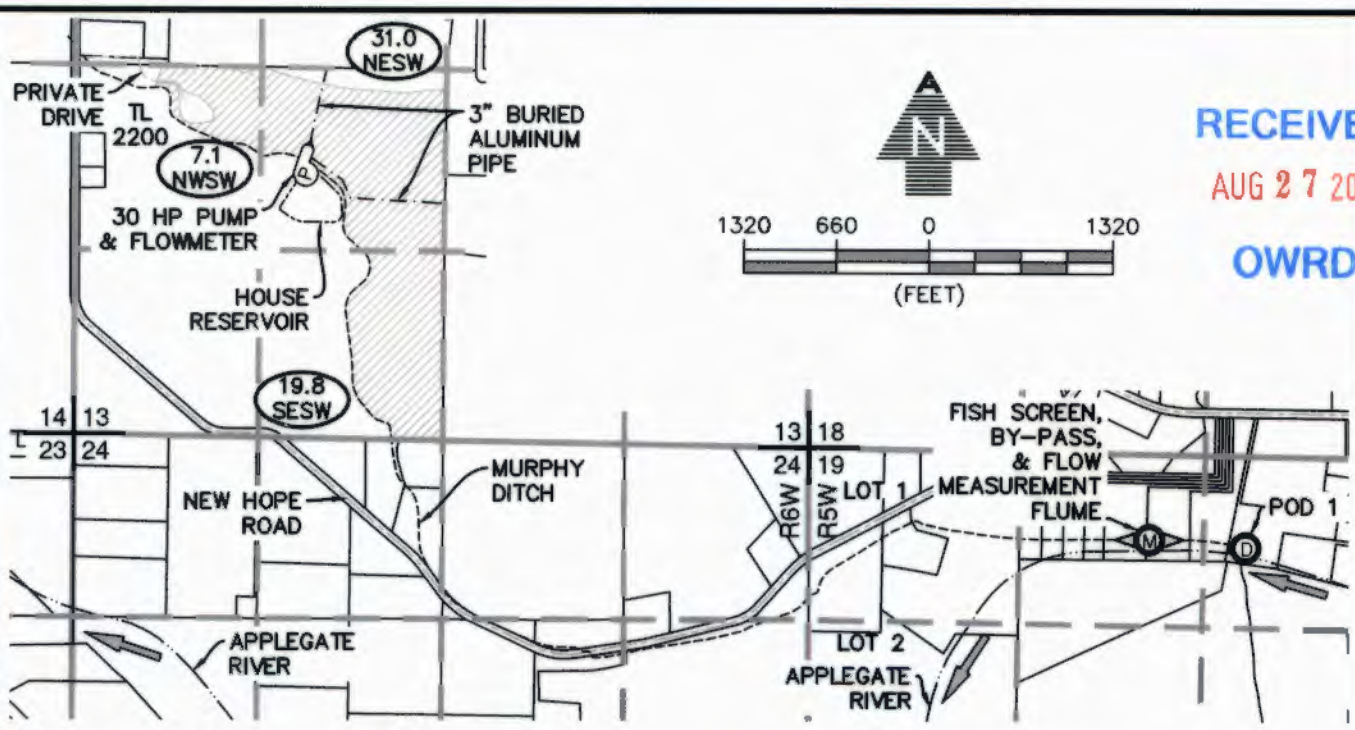 31.0
NESW
PRIVATE
DRIVE
TL
2200
3" BURIED
ALUMINUM
PIPE
7.1
NWSW
P
30 HP PUMP
& FLOWMETER
HOUSE
RESERVOIR
A
N
1320 660 0 1320
(FEET)
RECEIVE
AUG 27 20
OWRD
19.8
SESW
14 13
23 24
NEW HOPE
ROAD
MURPHY
DITCH
13 18
24 19
R6W
R5W
LOT 1
FISH SCREEN,
BY-PASS,
& FLOW
MEASUREMENT
FLUME
M
POD 1
D
APPLEGATE
RIVER
LOT 2
APPLEGATE
RIVER